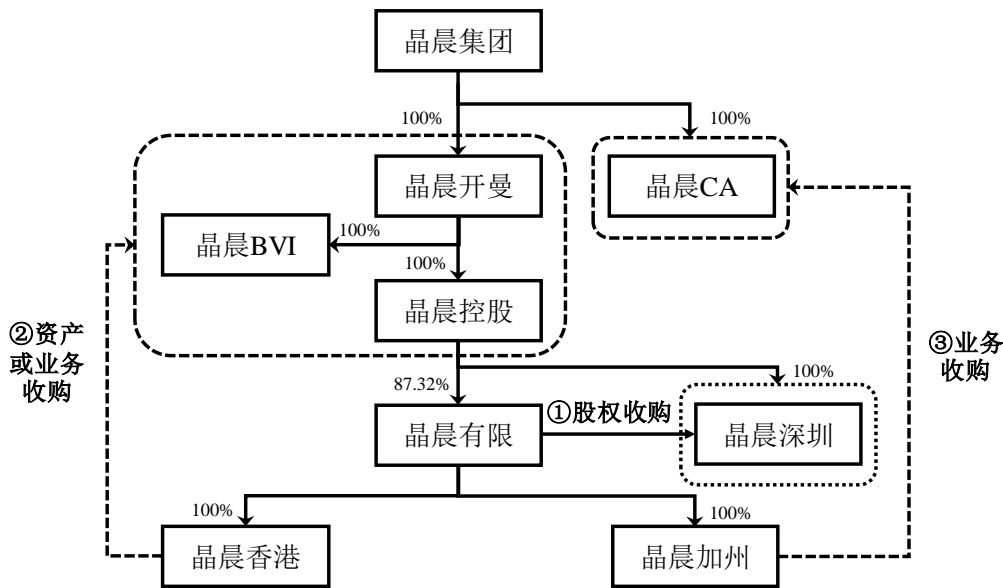 晶晨集团
100%
100%
晶晨开曼
晶晨CA
100%
晶晨BVI
100%
晶晨控股
②资产
或业务
收购
③业务
收购
87.32%
100%
①股权收购
晶晨有限
晶晨深圳
100%
100%
晶晨香港
晶晨加州